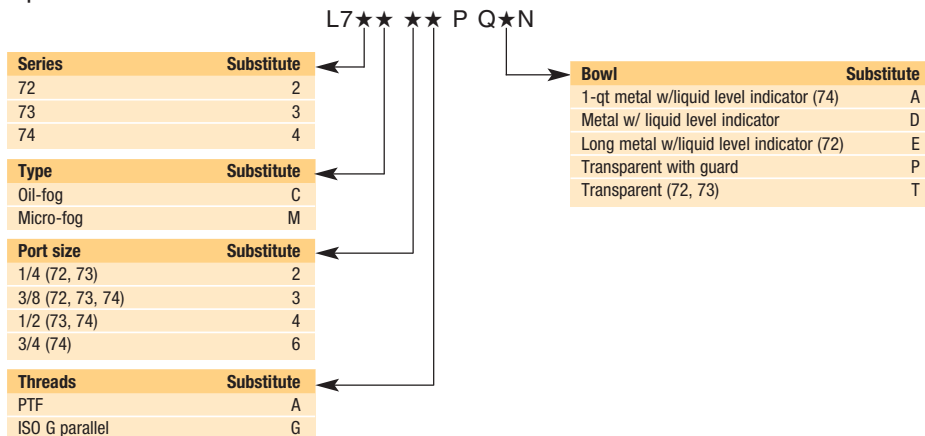 L7★★ ★★ P Q★N
Series Substitute
72 2
73 3
74 4
Type Substitute
Oil-fog C
Micro-fog M
Port size Substitute
1/4 (72, 73) 2
3/8 (72, 73, 74) 3
1/2 (73, 74) 4
3/4 (74) 6
Threads Substitute
PTF A
ISO G parallel G
Bowl Substitute
1-qt metal w/liquid level indicator (74) A
Metal w/ liquid level indicator D
Long metal w/liquid level indicator (72) E
Transparent with guard P
Transparent (72, 73) T